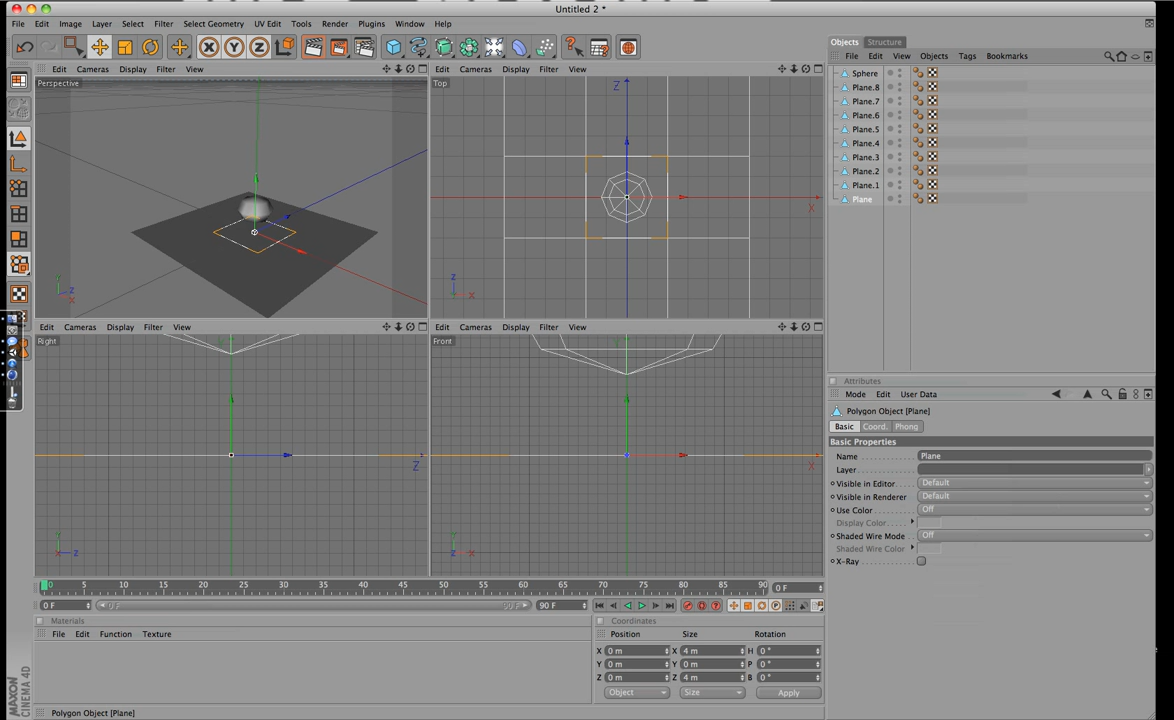 Untitled 2 *
File Edit Image Layer Select Filter Select Geometry UV Edit Tools Render Plugins Window Help
Objects Structure
File Edit View Objects Tags Bookmarks
Edit Cameras Display Filter View
Perspective
Edit Cameras Display Filter View
Top
Z
X
Z
X
Y
Z
X
Sphere
Plane.8
Plane.7
Plane.6
Plane.5
Plane.4
Plane.3
Plane.2
Plane.1
Plane
Edit Cameras Display Filter View
Right
Y
Z
Y
X Z
Edit Cameras Display Filter View
Front
Y
X
Y
Z X
Attributes
Mode Edit User Data
Polygon Object [Plane]
Basic Coord. Phong
Basic Properties
Name Plane
Layer
Visible in Editor Default
Visible in Renderer Default
Use Color Off
Display Color
Shaded Wire Mode Off
Shaded Wire Color
X-Ray
0 5 10 15 20 25 30 35 40 45 50 55 60 65 70 75 80 85 90 0 F
0 F 0 F 90 F 90 F
Materials
File Edit Function Texture
Coordinates
Position Size Rotation
X 0 m X 4 m H 0 °
Y 0 m Y 0 m P 0 °
Z 0 m Z 4 m B 0 °
Object Size Apply
MAXON
CINEMA 4D
Polygon Object [Plane]